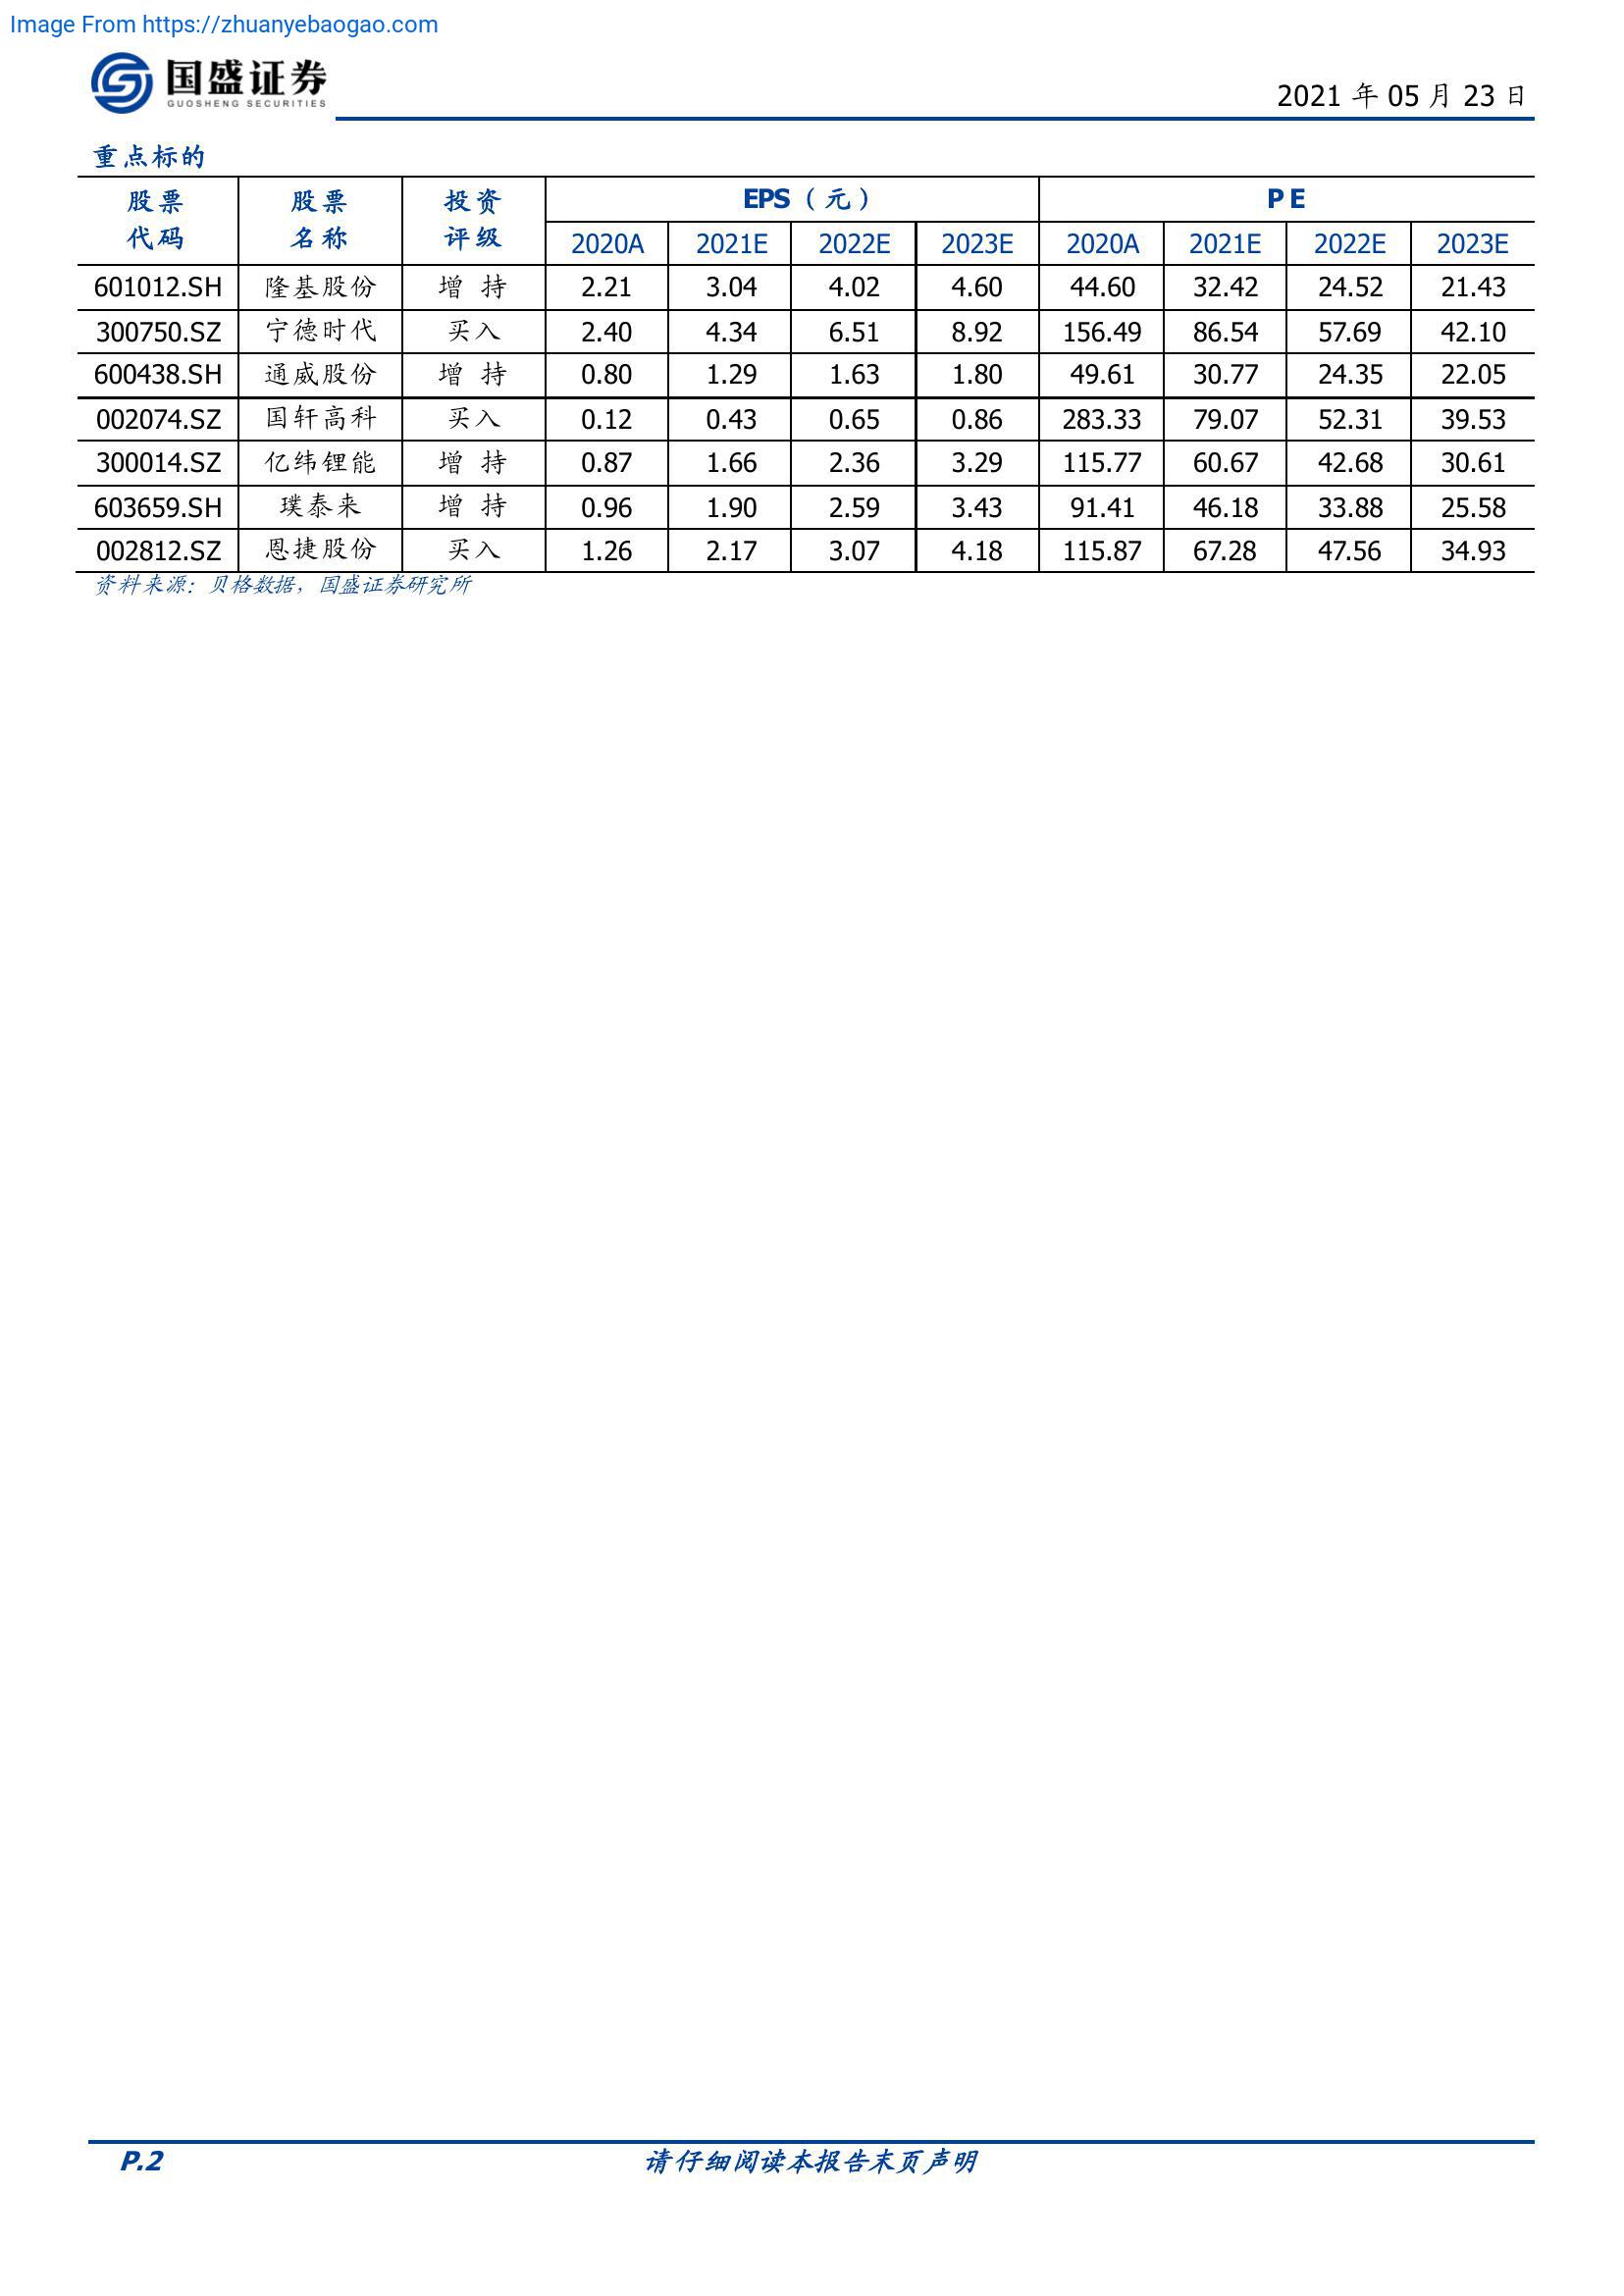 Image From https://zhuanyebaogao.com
国盛证券
GUOSHENG SECURITIES
2021 年 05 月 23 日
重点标的
股票代码 股票名称 投资评级 EPS（元） PE
2020A 2021E 2022E 2023E 2020A 2021E 2022E 2023E
601012.SH 隆基股份 增 持 2.21 3.04 4.02 4.60 44.60 32.42 24.52 21.43
300750.SZ 宁德时代 买入 2.40 4.34 6.51 8.92 156.49 86.54 57.69 42.10
600438.SH 通威股份 增 持 0.80 1.29 1.63 1.80 49.61 30.77 24.35 22.05
002074.SZ 国轩高科 买入 0.12 0.43 0.65 0.86 283.33 79.07 52.31 39.53
300014.SZ 亿纬锂能 增 持 0.87 1.66 2.36 3.29 115.77 60.67 42.68 30.61
603659.SH 璞泰来 增 持 0.96 1.90 2.59 3.43 91.41 46.18 33.88 25.58
002812.SZ 恩捷股份 买入 1.26 2.17 3.07 4.18 115.87 67.28 47.56 34.93
资料来源：贝格数据，国盛证券研究所
P.2 请仔细阅读本报告末页声明